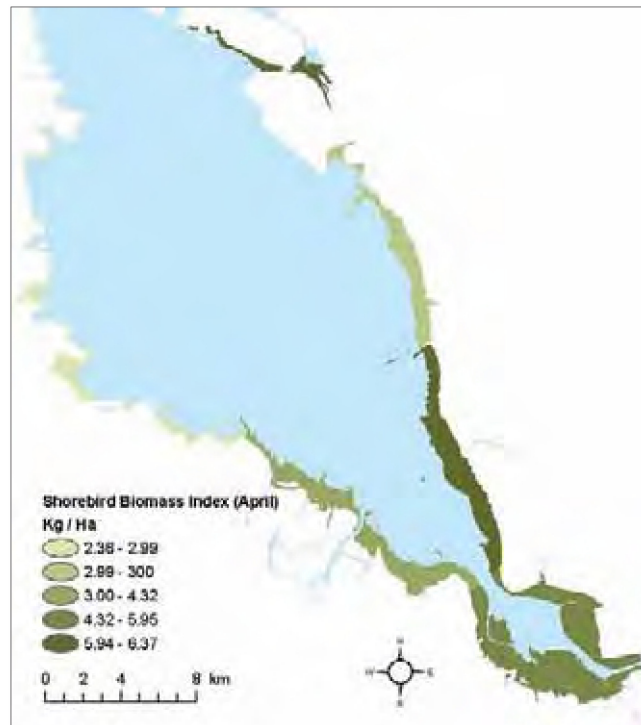 Shorebird Biomass Index (April)
Kg / Ha
2.36 - 2.99
2.99 - 300
3.00 - 4.32
4.32 - 5.95
5.94 - 6.37
0 2 4 8 km
N
W E
S